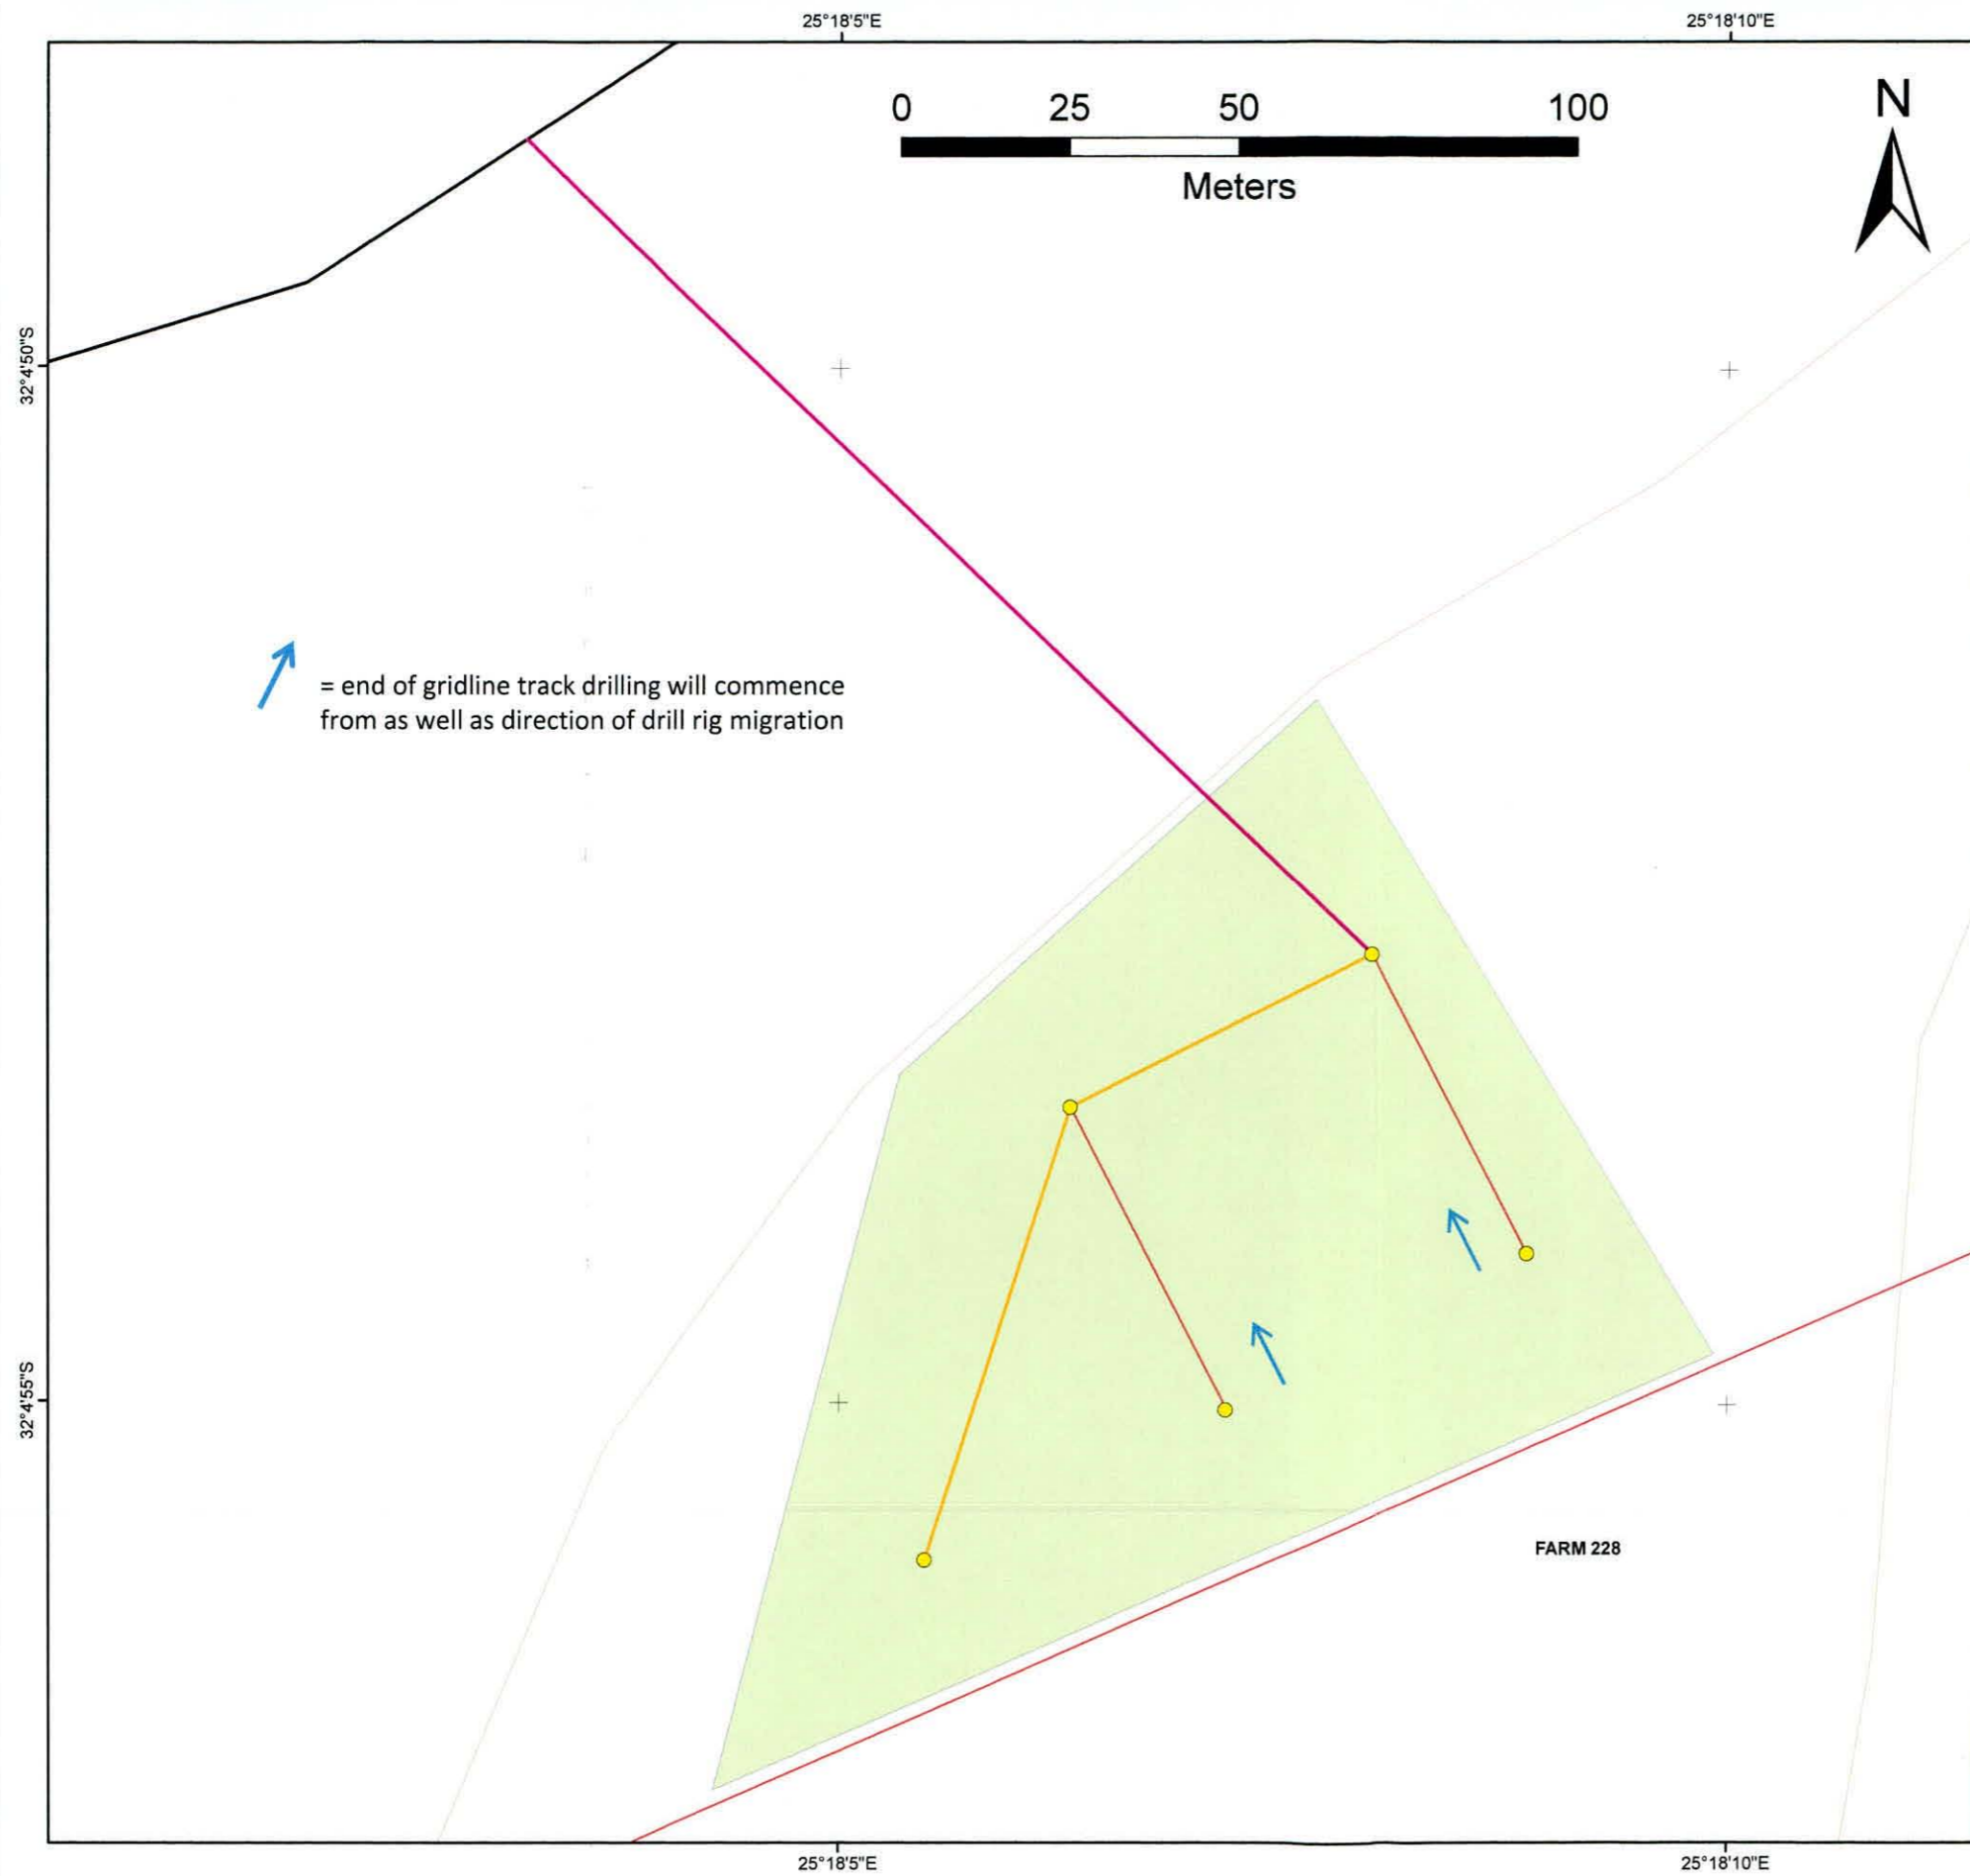 25°18'5"E 25°18'10"E
0 25 50 100
Meters
N
32°4'50"S
= end of gridline track drilling will commence
from as well as direction of drill rig migration
32°4'55"S
FARM 228
25°18'5"E 25°18'10"E